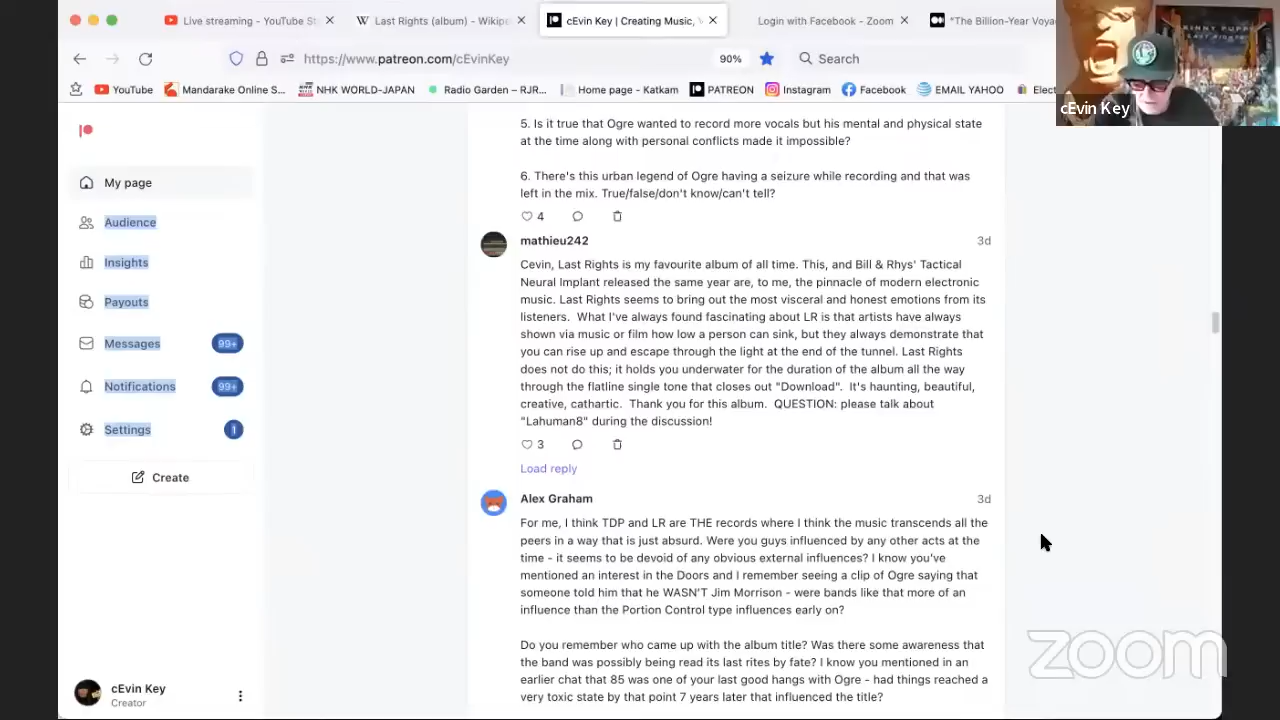 Live streaming - YouTube St
Last Rights (album) - Wikipe
cEvin Key | Creating Music,
Login with Facebook - Zoom
"The Billion-Year Voya
https://www.patreon.com/cEvinKey
90%
Search
YouTube
Mandarake Online S...
NHK WORLD-JAPAN
Radio Garden – RJR...
Home page - Katkam
PATREON
Instagram
Facebook
EMAIL YAHOO
Elect
SKINNY PUPPY
LAST RIGHTS
cEvin Key
My page
Audience
Insights
Payouts
Messages 99+
Notifications 99+
Settings 1
Create
cEvin Key
Creator
5. Is it true that Ogre wanted to record more vocals but his mental and physical state
at the time along with personal conflicts made it impossible?
6. There's this urban legend of Ogre having a seizure while recording and that was
left in the mix. True/false/don't know/can't tell?
4
mathieu242 3d
Cevin, Last Rights is my favourite album of all time. This, and Bill & Rhys' Tactical
Neural Implant released the same year are, to me, the pinnacle of modern electronic
music. Last Rights seems to bring out the most visceral and honest emotions from its
listeners. What I've always found fascinating about LR is that artists have always
shown via music or film how low a person can sink, but they always demonstrate that
you can rise up and escape through the light at the end of the tunnel. Last Rights
does not do this; it holds you underwater for the duration of the album all the way
through the flatline single tone that closes out "Download". It's haunting, beautiful,
creative, cathartic. Thank you for this album. QUESTION: please talk about
"Lahuman8" during the discussion!
3
Load reply
Alex Graham 3d
For me, I think TDP and LR are THE records where I think the music transcends all the
peers in a way that is just absurd. Were you guys influenced by any other acts at the
time - it seems to be devoid of any obvious external influences? I know you've
mentioned an interest in the Doors and I remember seeing a clip of Ogre saying that
someone told him that he WASN'T Jim Morrison - were bands like that more of an
influence than the Portion Control type influences early on?
Do you remember who came up with the album title? Was there some awareness that
the band was possibly being read its last rites by fate? I know you mentioned in an
earlier chat that 85 was one of your last good hangs with Ogre - had things reached a
very toxic state by that point 7 years later that influenced the title?
zoom